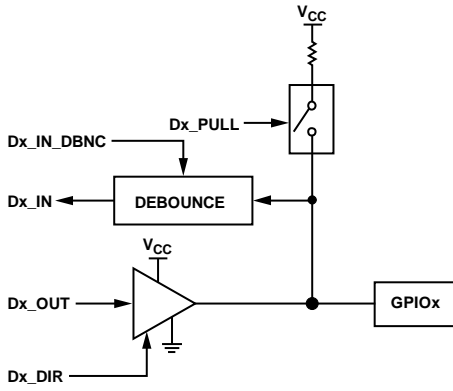 VCC
Dx_PULL
Dx_IN_DBNC
Dx_IN
DEBOUNCE
VCC
Dx_OUT
GPIOx
Dx_DIR